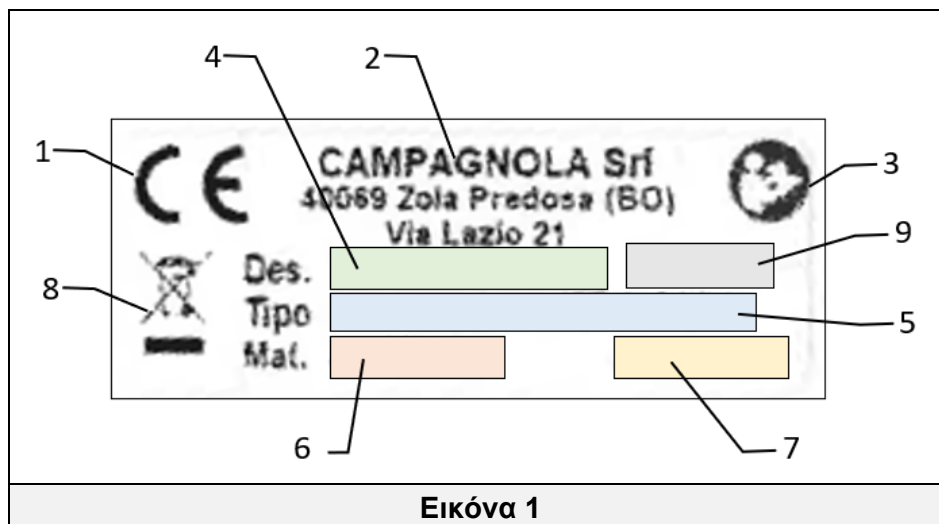 4
2
1
CE
CAMPAGNOLA Srl
3
40069 Zola Predosa (BO)
Via Lazio 21
9
8
Des.
Tipo
5
Mat.
6
7
Εικόνα 1